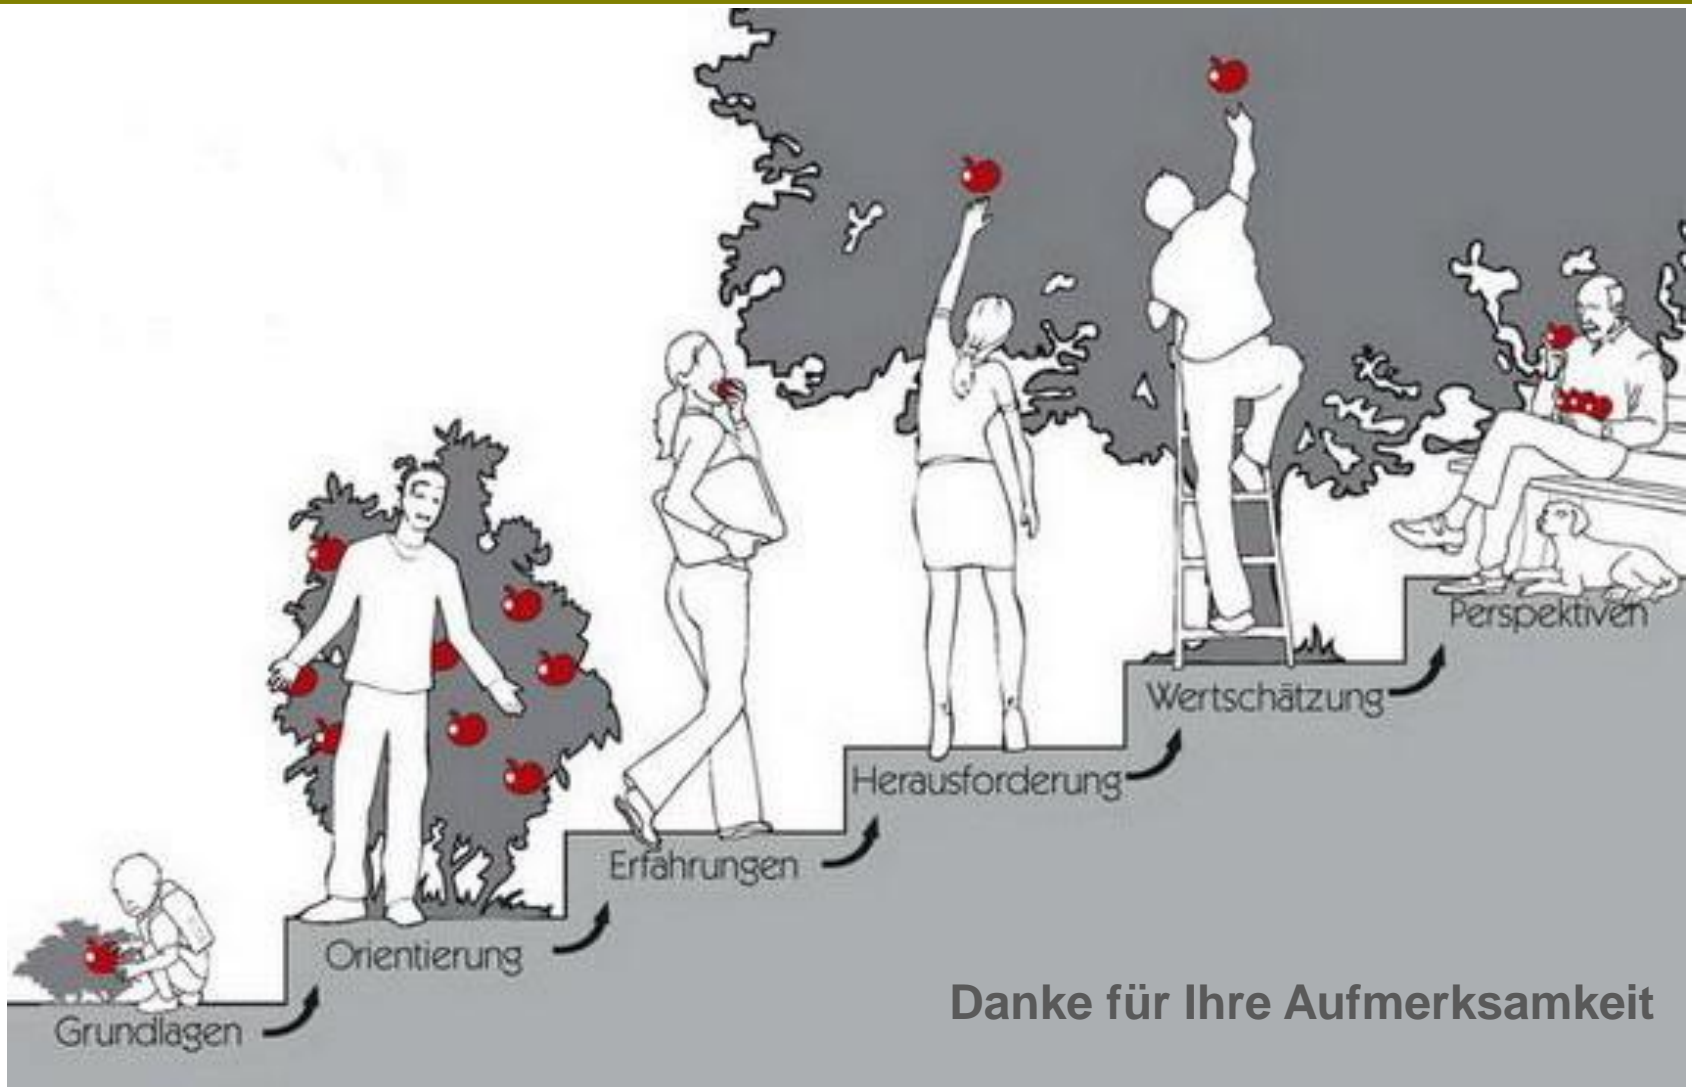 Grundlagen
Orientierung
Erfahrungen
Herausforderung
Wertschätzung
Perspektiven
Danke für Ihre Aufmerksamkeit